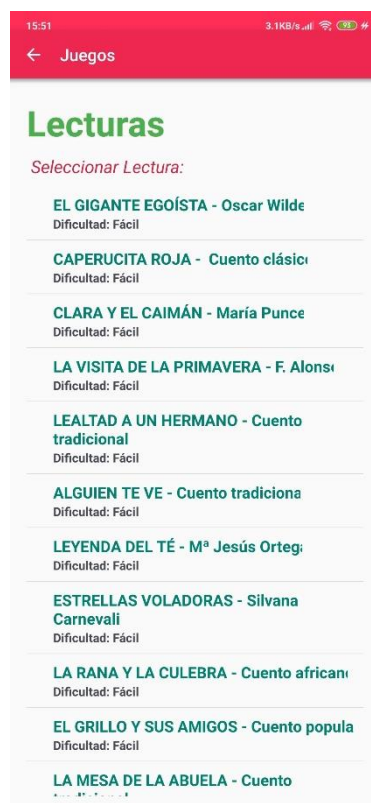 15:51 3.1KB/s 93
Juegos
Lecturas
Seleccionar Lectura:
EL GIGANTE EGOÍSTA - Oscar Wilde
Dificultad: Fácil
CAPERUCITA ROJA - Cuento clásic
Dificultad: Fácil
CLARA Y EL CAIMÁN - María Punce
Dificultad: Fácil
LA VISITA DE LA PRIMAVERA - F. Alons
Dificultad: Fácil
LEALTAD A UN HERMANO - Cuento
tradicional
Dificultad: Fácil
ALGUIEN TE VE - Cuento tradiciona
Dificultad: Fácil
LEYENDA DEL TÉ - Mª Jesús Orteg
Dificultad: Fácil
ESTRELLAS VOLADORAS - Silvana
Carnevali
Dificultad: Fácil
LA RANA Y LA CULEBRA - Cuento african
Dificultad: Fácil
EL GRILLO Y SUS AMIGOS - Cuento popula
Dificultad: Fácil
LA MESA DE LA ABUELA - Cuento